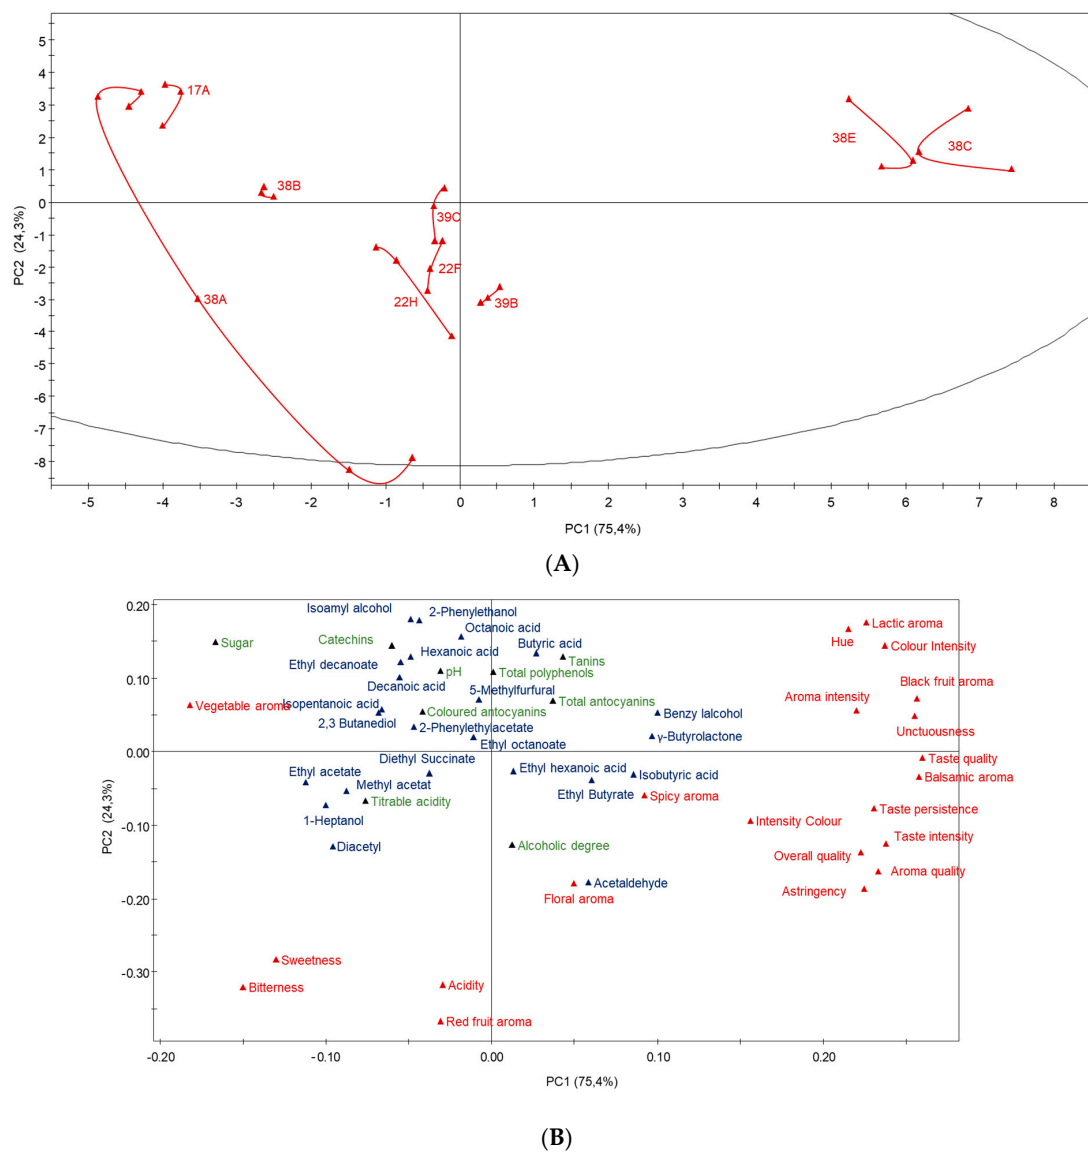 5
4
3
2
1
0
-1
-2
-3
-4
-5
-6
-7
-8
PC2 (24,3%)
17A
38B
38A
39C
22F
22H
39B
38E
38C
-5 -4 -3 -2 -1 0 1 2 3 4 5 6 7 8
PC1 (75,4%)
(A)
0.20
0.10
0.00
-0.10
-0.20
-0.30
PC2 (24,3%)
Isoamyl alcohol
2-Phenylethanol
Lactic aroma
Octanoic acid
Hue
Sugar
Catechins
Butyric acid
Colour Intensity
Hexanoic acid
Tanins
Ethyl decanoate
pH
Total polyphenols
Black fruit aroma
Decanoic acid
5-Methylfurfural
Aroma intensity
Vegetable aroma
Isopentanoic acid
Coloured antocyanins
Total antocyanins
Benzy lalcohol
2,3 Butanediol
2-Phenylethyacetate
Unctuousness
Ethyl octanoate
γ-Butyrolactone
Diethyl Succinate
Taste quality
Ethyl acetate
Ethyl hexanoic acid
Isobutyric acid
Balsamic aroma
Methyl acetat
Ethyl Butyrate
Spicy aroma
Titrable acidity
Taste persistence
1-Heptanol
Intensity Colour
Taste intensity
Diacetyl
Alcoholic degree
Overall quality
Aroma quality
Acetaldehyde
Astringency
Floral aroma
Sweetness
Bitterness
Acidity
Red fruit aroma
-0.20 -0.10 0.00 0.10 0.20
PC1 (75,4%)
(B)